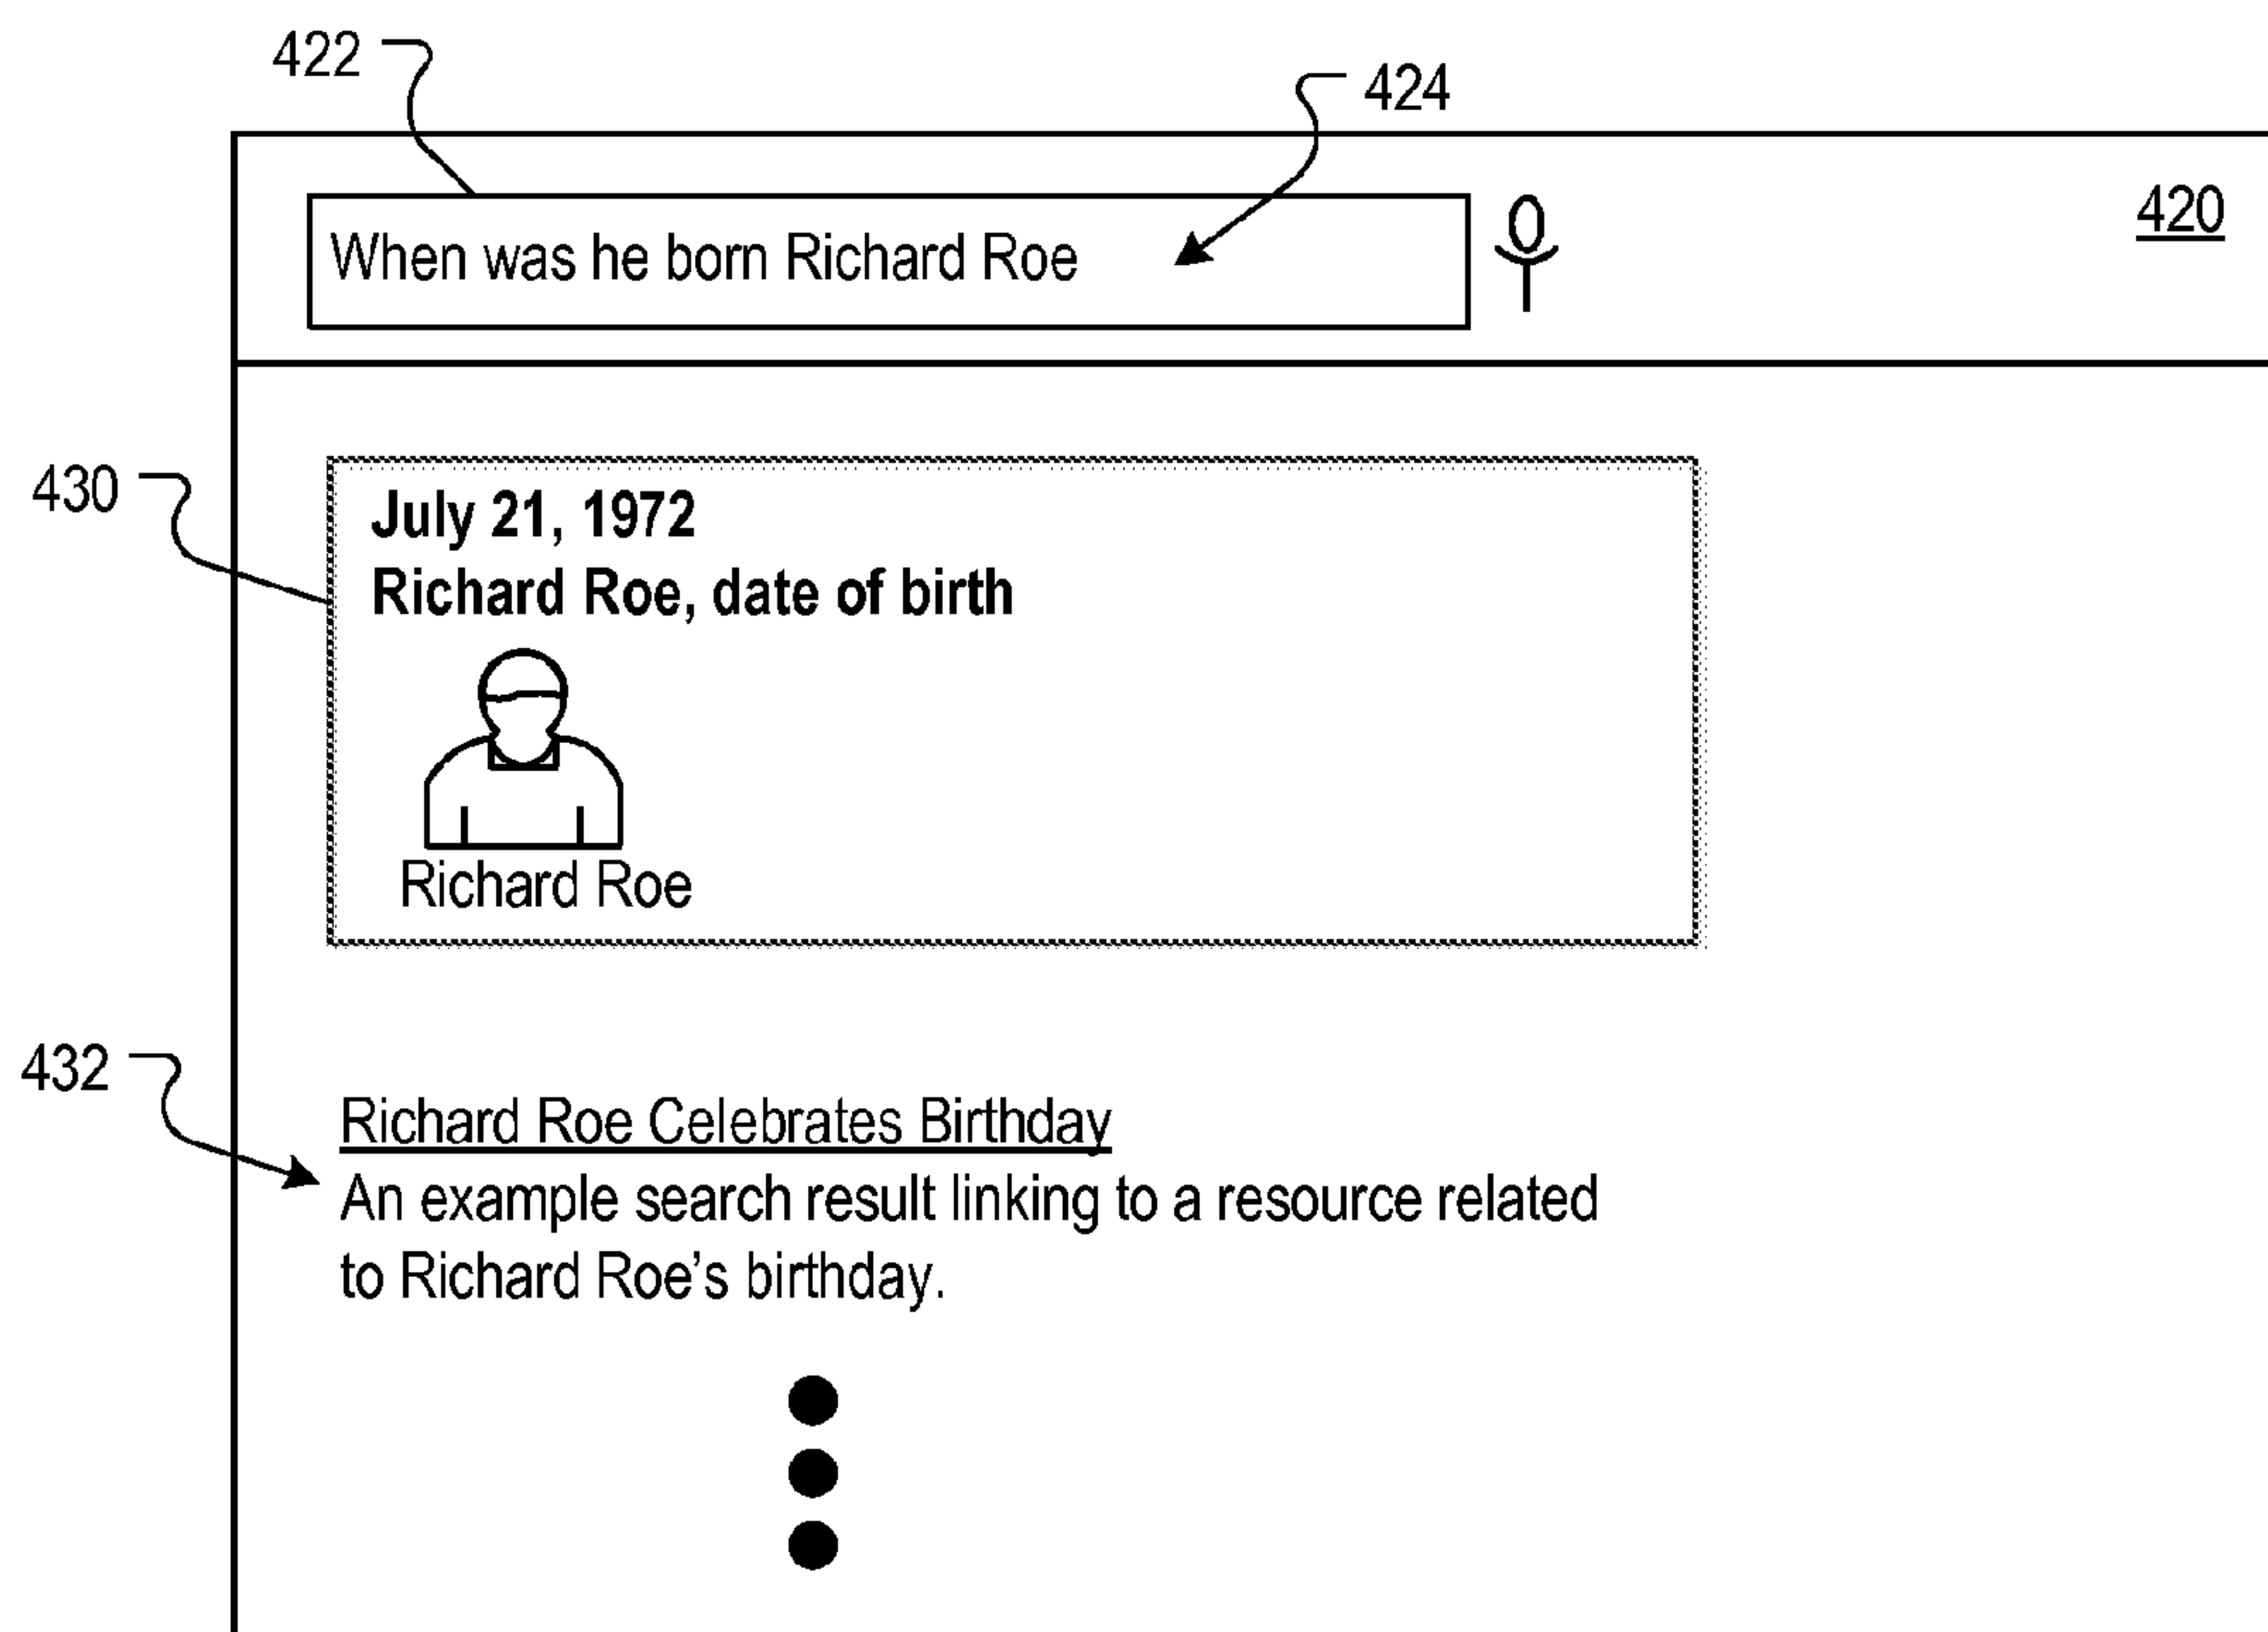 422
424
When was he born Richard Roe
420
430
July 21, 1972
Richard Roe, date of birth
Richard Roe
432
Richard Roe Celebrates Birthday
An example search result linking to a resource related
to Richard Roe’s birthday.